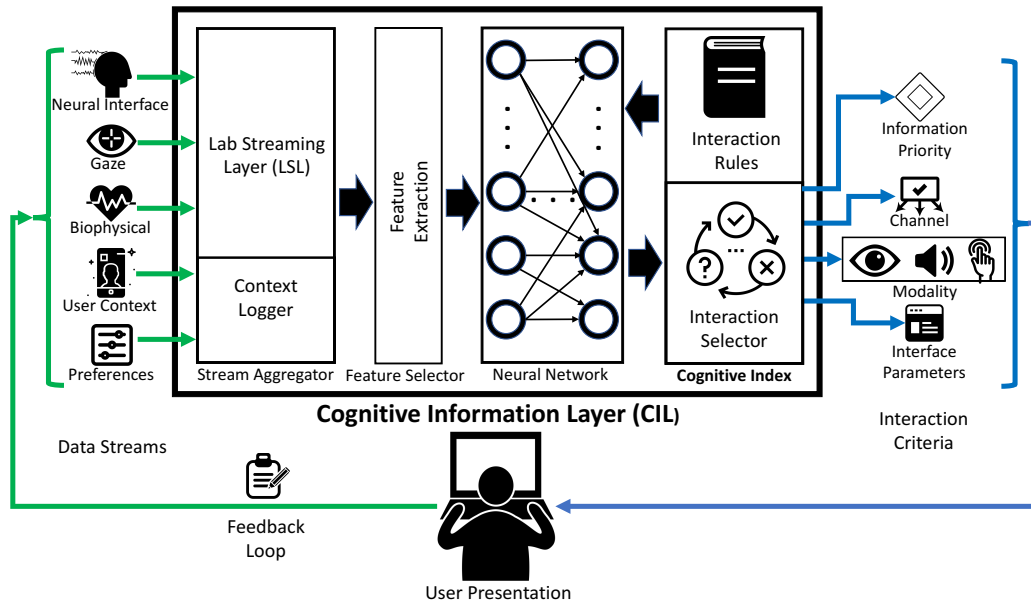 Neural Interface
Gaze
Biophysical
User Context
Preferences
Data Streams
Lab Streaming
Layer (LSL)
Context
Logger
Stream Aggregator
Feature
Extraction
Feature Selector
Neural Network
Interaction
Rules
Interaction
Selector
Cognitive Index
Cognitive Information Layer (CIL)
Information
Priority
Channel
Modality
Interface
Parameters
Interaction
Criteria
Feedback
Loop
User Presentation